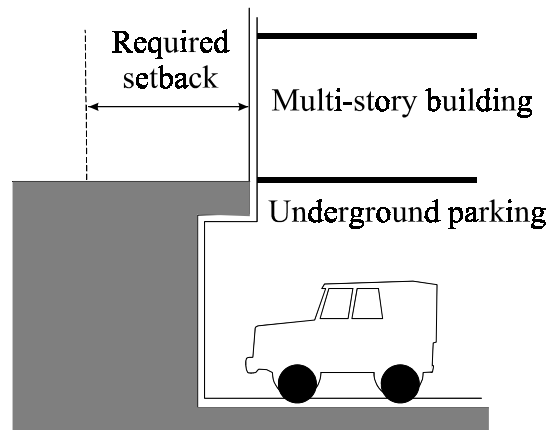 Required
setback
Multi-story building
Underground parking